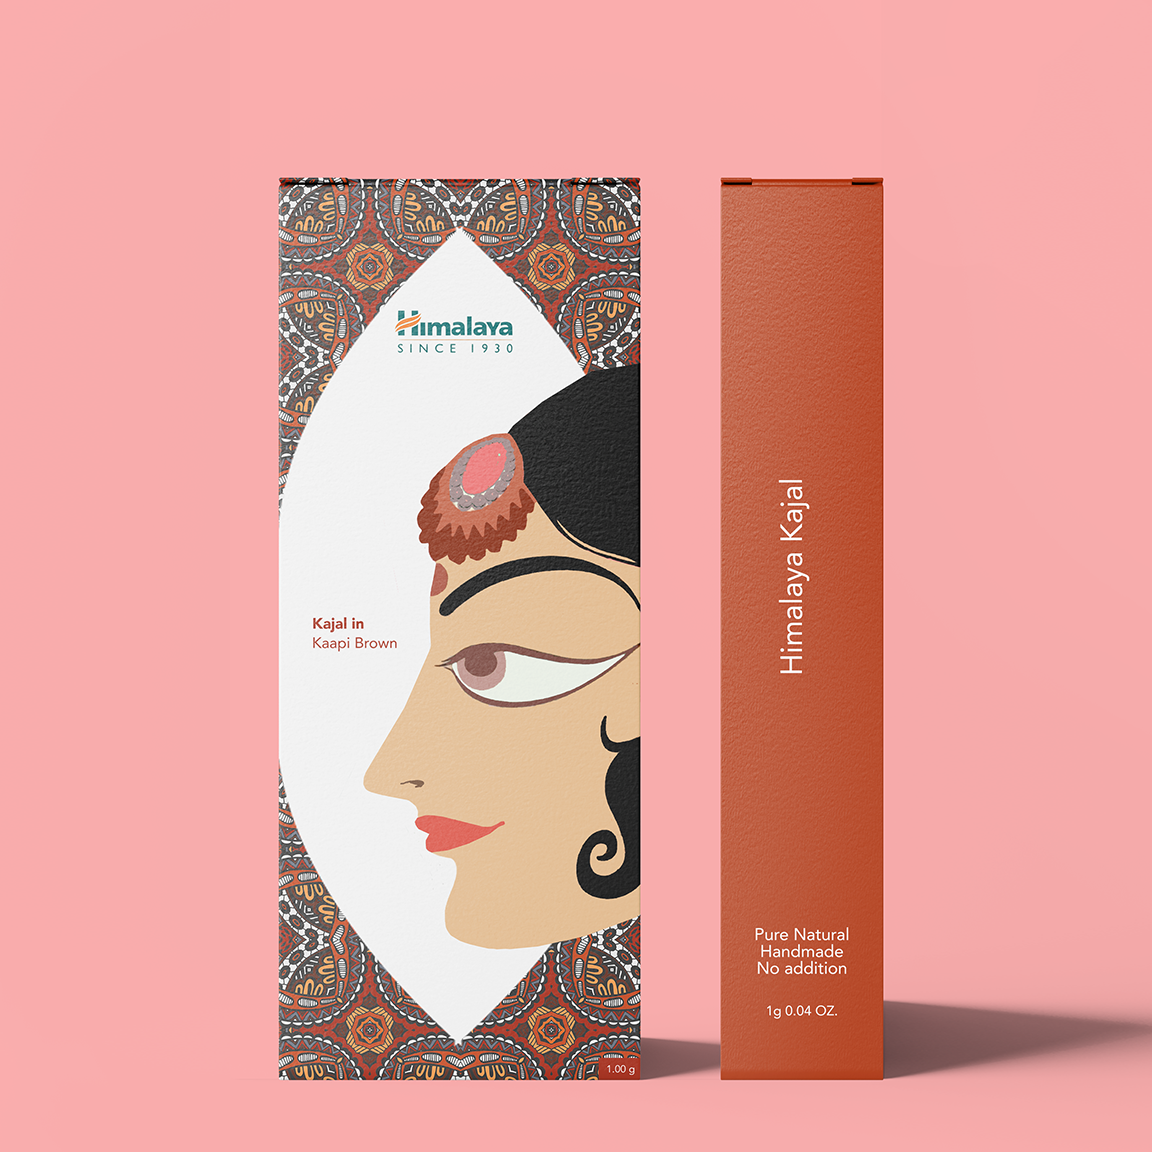 Himalaya
SINCE 1930
Kajal in
Kaapi Brown
1.00 g
Himalaya Kajal
Pure Natural
Handmade
No addition
1g 0.04 OZ.